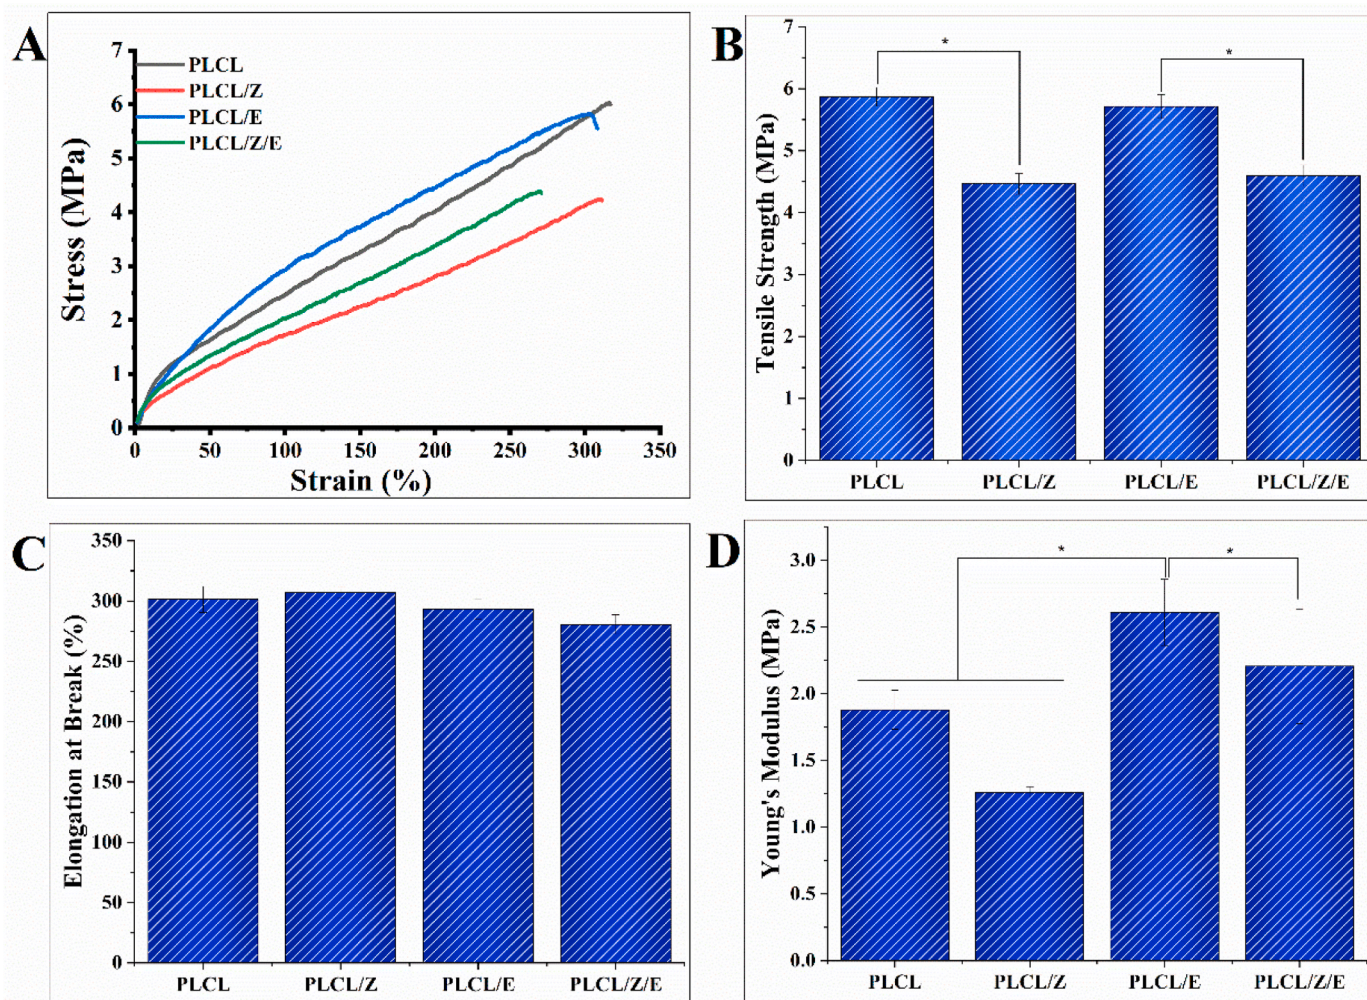 A
7
6
5
4
3
2
1
0
Stress (MPa)
PLCL
PLCL/Z
PLCL/E
PLCL/Z/E
0 50 100 150 200 250 300 350
Strain (%)
B
7
6
5
4
3
2
1
0
Tensile Strength (MPa)
*
*
PLCL PLCL/Z PLCL/E PLCL/Z/E
C
350
300
250
200
150
100
50
0
Elongation at Break (%)
PLCL PLCL/Z PLCL/E PLCL/Z/E
D
3.0
2.5
2.0
1.5
1.0
0.5
0.0
Young's Modulus (MPa)
*
*
PLCL PLCL/Z PLCL/E PLCL/Z/E